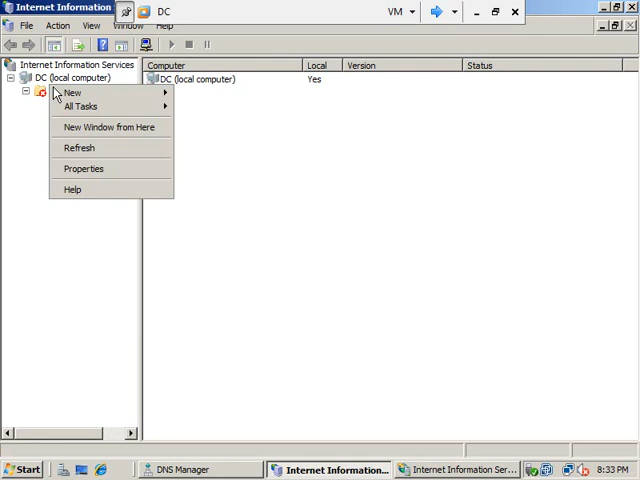 Internet Information
DC
VM
File
Action
View
Window
Help
Internet Information Services
DC (local computer)
Computer
Local
Version
Status
DC (local computer)
Yes
New
All Tasks
New Window from Here
Refresh
Properties
Help
Start
DNS Manager
Internet Information...
Internet Information Ser...
8:33 PM